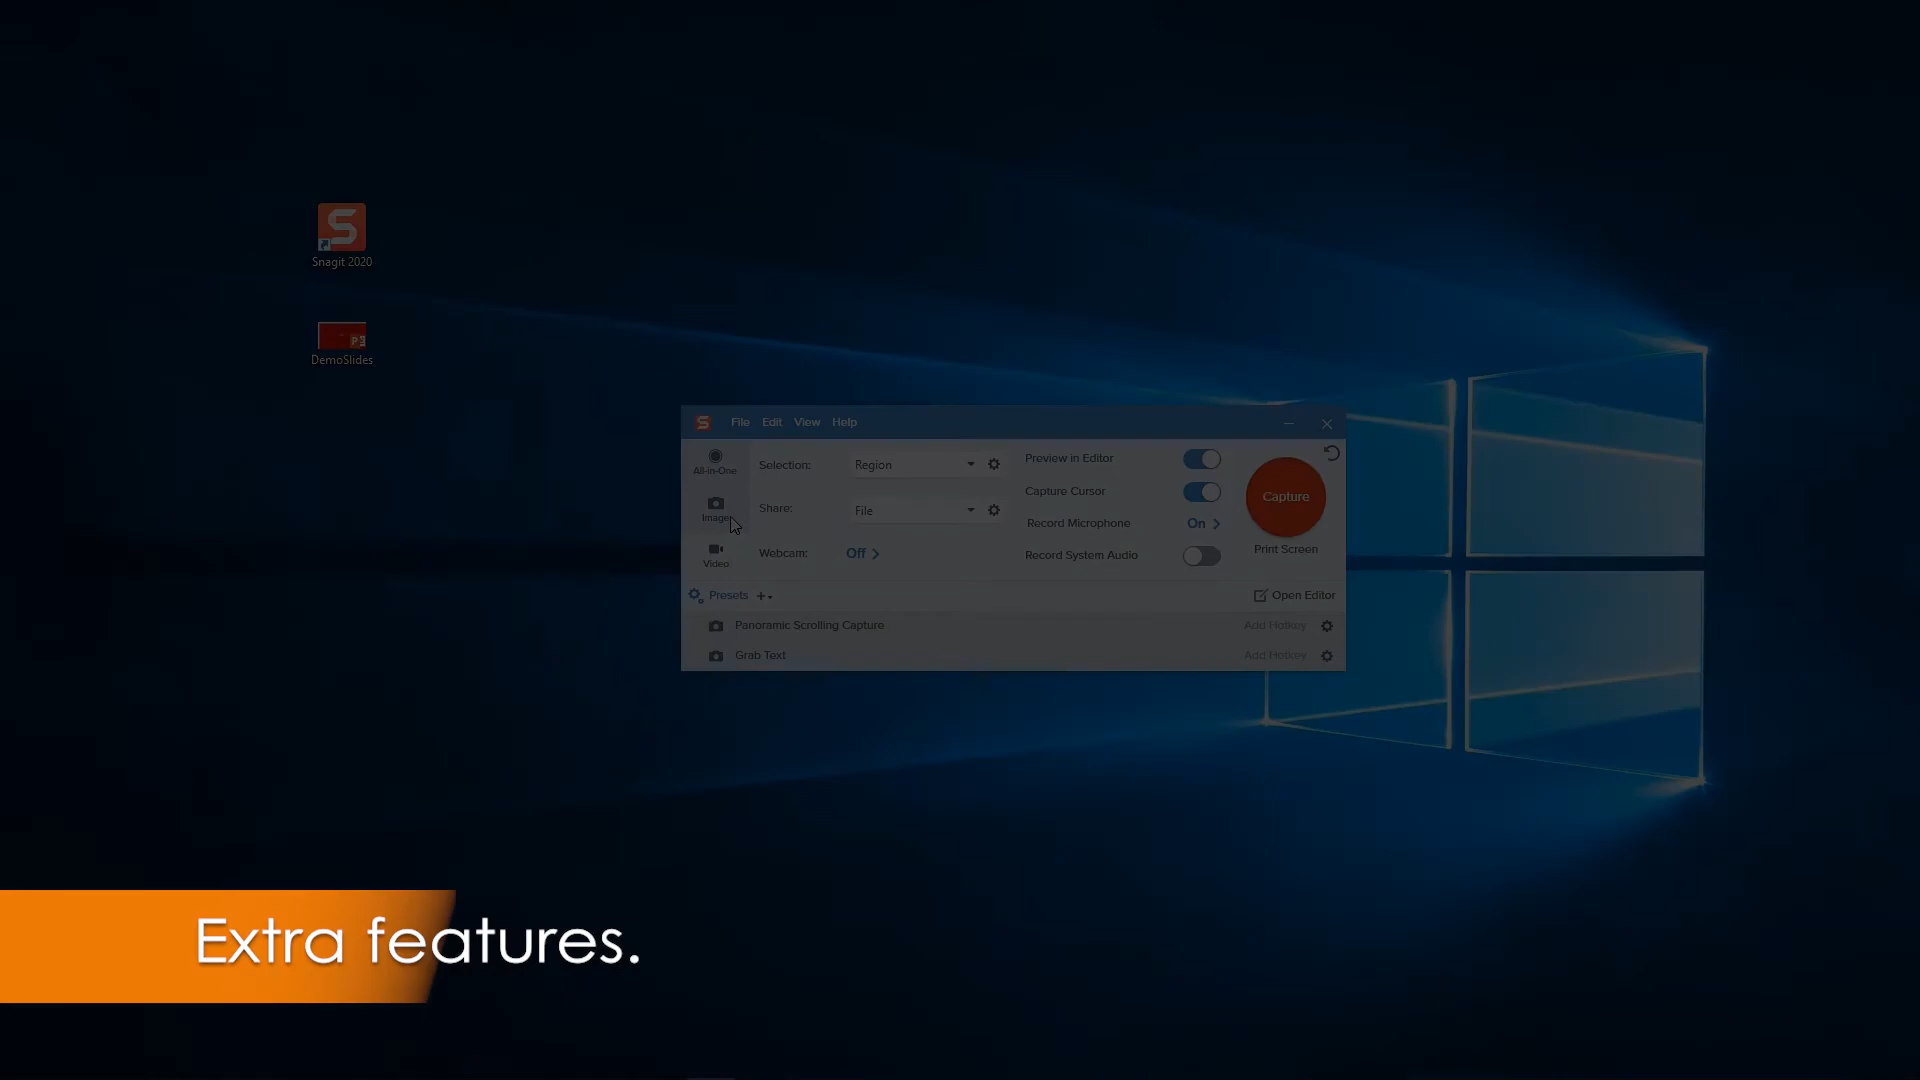 Snagit 2020
DemoSlides
File Edit View Help
All-in-One
Image
Video
Selection: Region
Share: File
Webcam: Off
Preview in Editor
Capture Cursor
Record Microphone On
Record System Audio
Capture
Print Screen
Presets
Open Editor
Panoramic Scrolling Capture Add Hotkey
Grab Text Add Hotkey
Extra features.